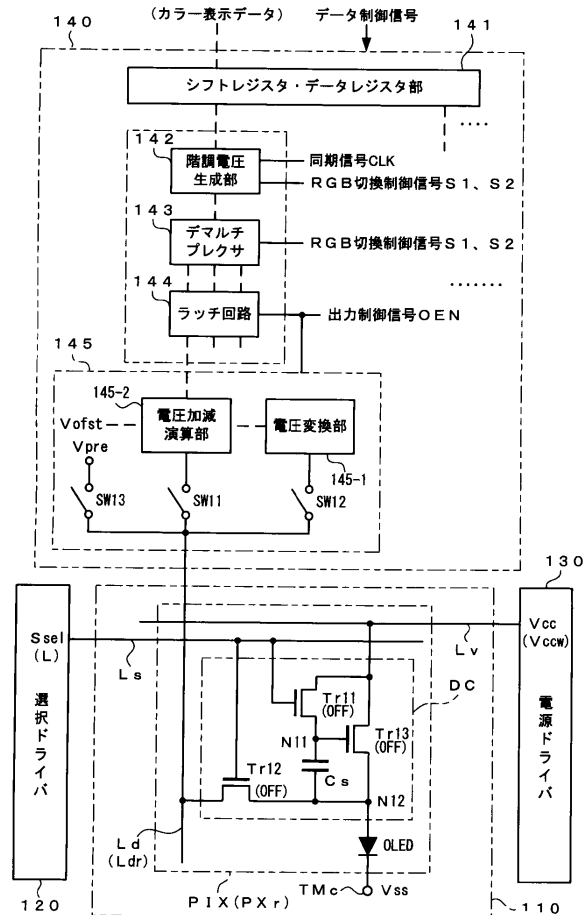 (カラー表示データ)
データ制御信号
140
141
シフトレジスタ・データレジスタ部
142
階調電圧
生成部
同期信号CLK
RGB切換制御信号S1、S2
143
デマルチ
プレクサ
RGB切換制御信号S1、S2
144
ラッチ回路
出力制御信号OEN
145
145-2
電圧加減
演算部
電圧変換部
145-1
Vofst
Vpre
SW13
SW11
SW12
130
Ssel
(L)
Ls
Vcc
(Vccw)
Lv
DC
Tr11
(OFF)
Tr13
(OFF)
N11
Tr12
(OFF)
Cs
N12
選択ドライバ
電源ドライバ
Ld
(Ldr)
OLED
TMc
Vss
120
PIX(PXr)
110